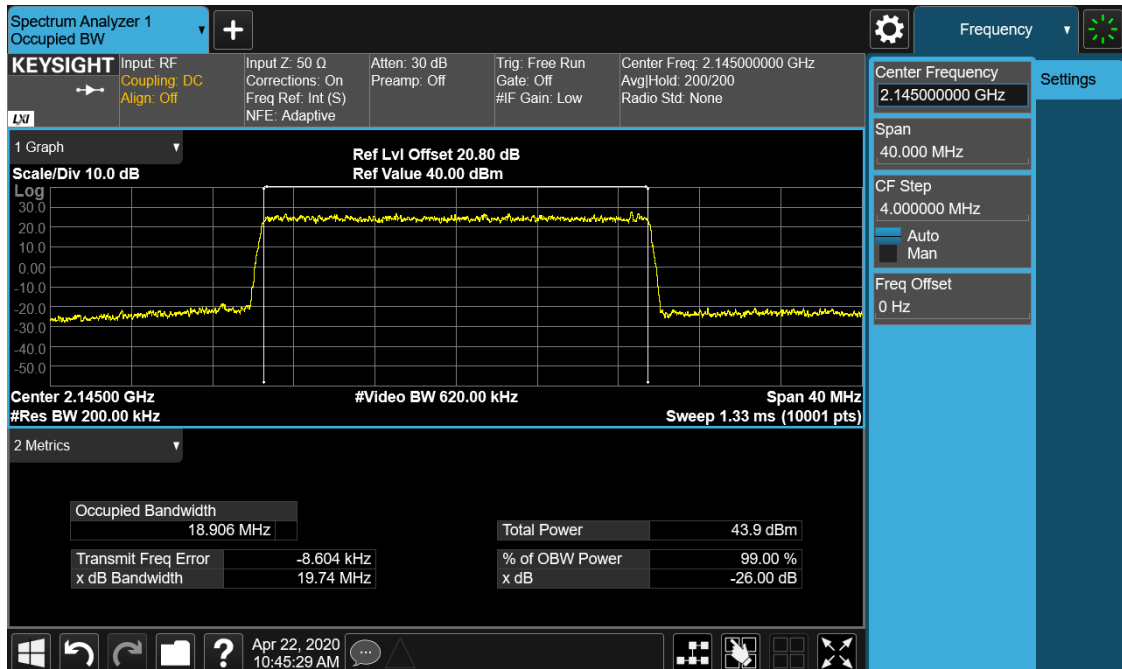 Spectrum Analyzer 1
Occupied BW
+
Frequency
KEYSIGHT
LXI
Input: RF
Coupling: DC
Align: Off
Input Z: 50 Ω
Corrections: On
Freq Ref: Int (S)
NFE: Adaptive
Atten: 30 dB
Preamp: Off
Trig: Free Run
Gate: Off
#IF Gain: Low
Center Freq: 2.145000000 GHz
Avg|Hold: 200/200
Radio Std: None
Center Frequency
2.145000000 GHz
Settings
Span
40.000 MHz
CF Step
4.000000 MHz
Auto
Man
Freq Offset
0 Hz
1 Graph
Scale/Div 10.0 dB
Ref Lvl Offset 20.80 dB
Ref Value 40.00 dBm
Log
30.0
20.0
10.0
0.00
-10.0
-20.0
-30.0
-40.0
-50.0
Center 2.14500 GHz
#Video BW 620.00 kHz
Span 40 MHz
#Res BW 200.00 kHz
Sweep 1.33 ms (10001 pts)
2 Metrics
Occupied Bandwidth
18.906 MHz
Total Power 43.9 dBm
Transmit Freq Error -8.604 kHz
% of OBW Power 99.00 %
x dB Bandwidth 19.74 MHz
x dB -26.00 dB
?
Apr 22, 2020
10:45:29 AM